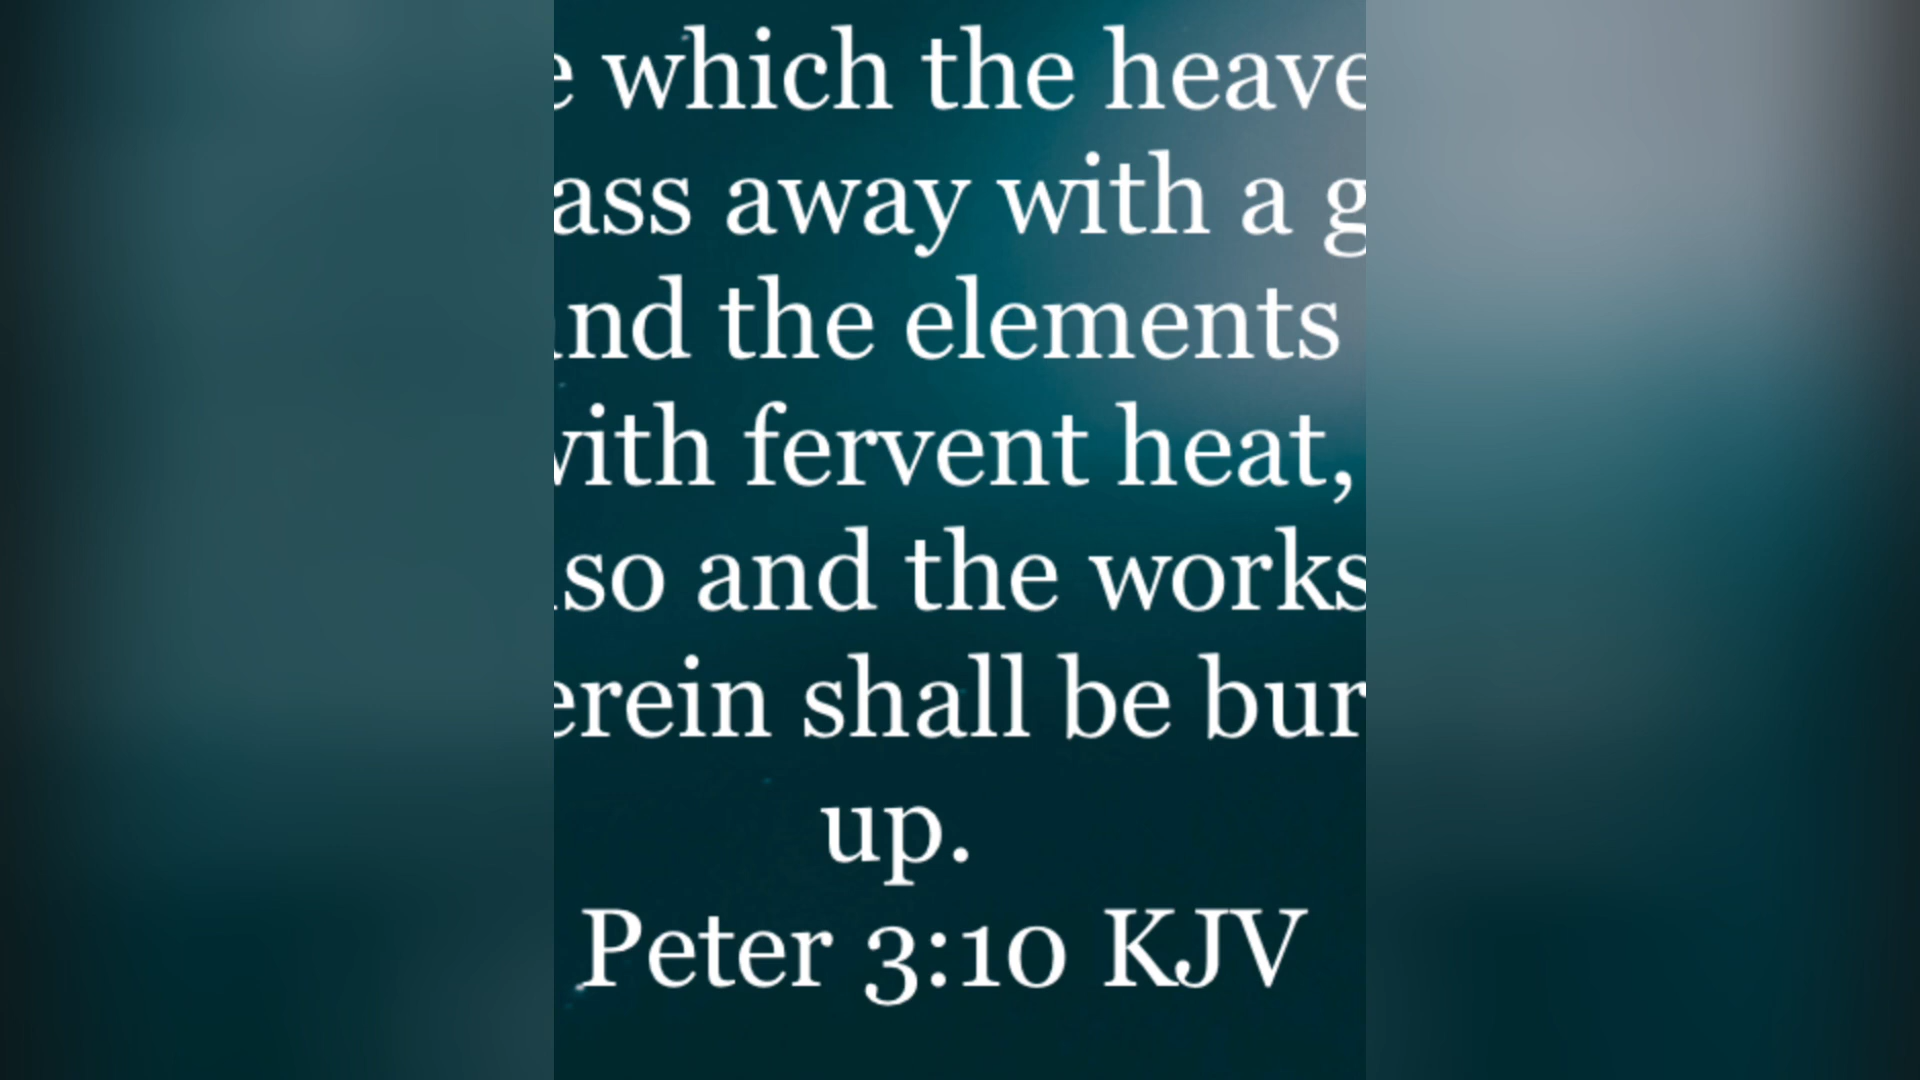 e which the heave
ass away with a g
nd the elements
with fervent heat,
so and the works
erein shall be bur
up.
Peter 3:10 KJV